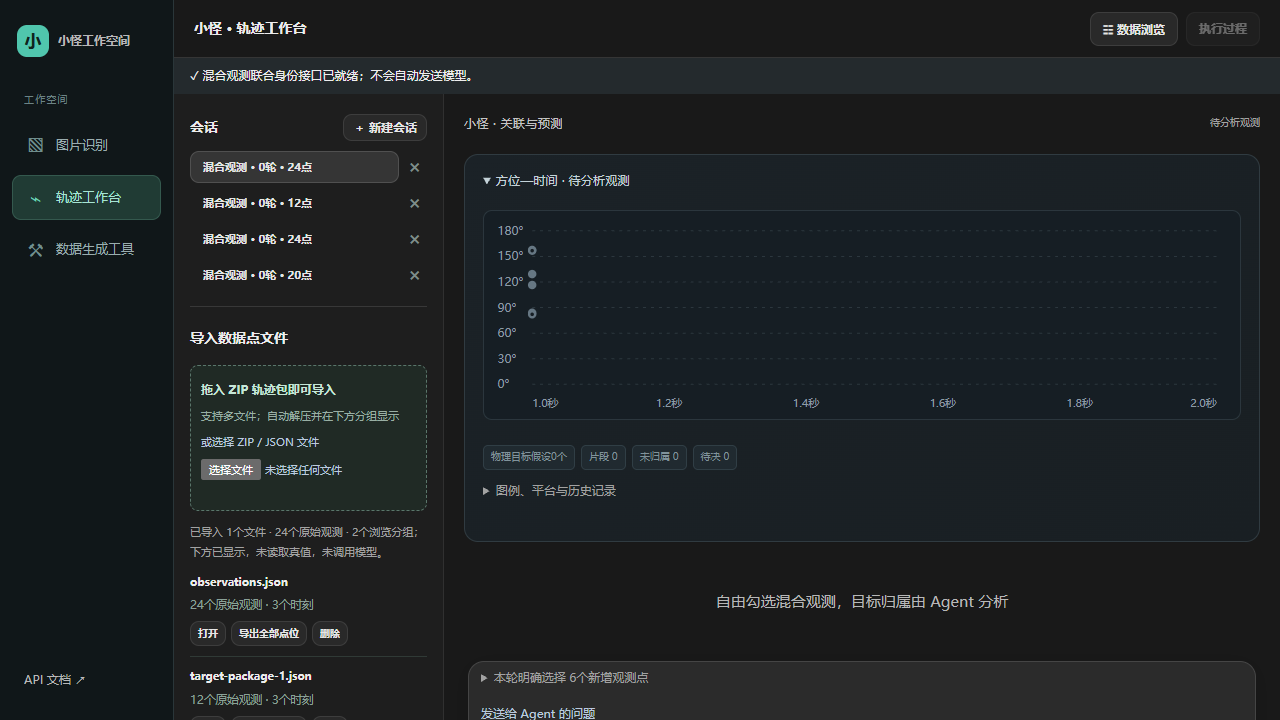 小 小怪工作空间
工作空间
图片识别
轨迹工作台
数据生成工具
API 文档 ↗
小怪 • 轨迹工作台
☷ 数据浏览
执行过程
✓ 混合观测联合身份接口已就绪；不会自动发送模型。
会话
+ 新建会话
混合观测 • 0轮 • 24点 ✕
混合观测 • 0轮 • 12点 ✕
混合观测 • 0轮 • 24点 ✕
混合观测 • 0轮 • 20点 ✕
导入数据点文件
拖入 ZIP 轨迹包即可导入
支持多文件；自动解压并在下方分组显示
或选择 ZIP / JSON 文件
选择文件 未选择任何文件
已导入 1个文件 · 24个原始观测 · 2个浏览分组；
下方已显示，未读取真值，未调用模型。
observations.json
24个原始观测 · 3个时刻
打开 导出全部点位 删除
target-package-1.json
12个原始观测 · 3个时刻
小怪 · 关联与预测
待分析观测
▼ 方位—时间 · 待分析观测
180°
150°
120°
90°
60°
30°
0°
1.0秒 1.2秒 1.4秒 1.6秒 1.8秒 2.0秒
物理目标假设0个 片段 0 未归属 0 待决 0
▶ 图例、平台与历史记录
自由勾选混合观测，目标归属由 Agent 分析
▶ 本轮明确选择 6个新增观测点
发送给 Agent 的问题